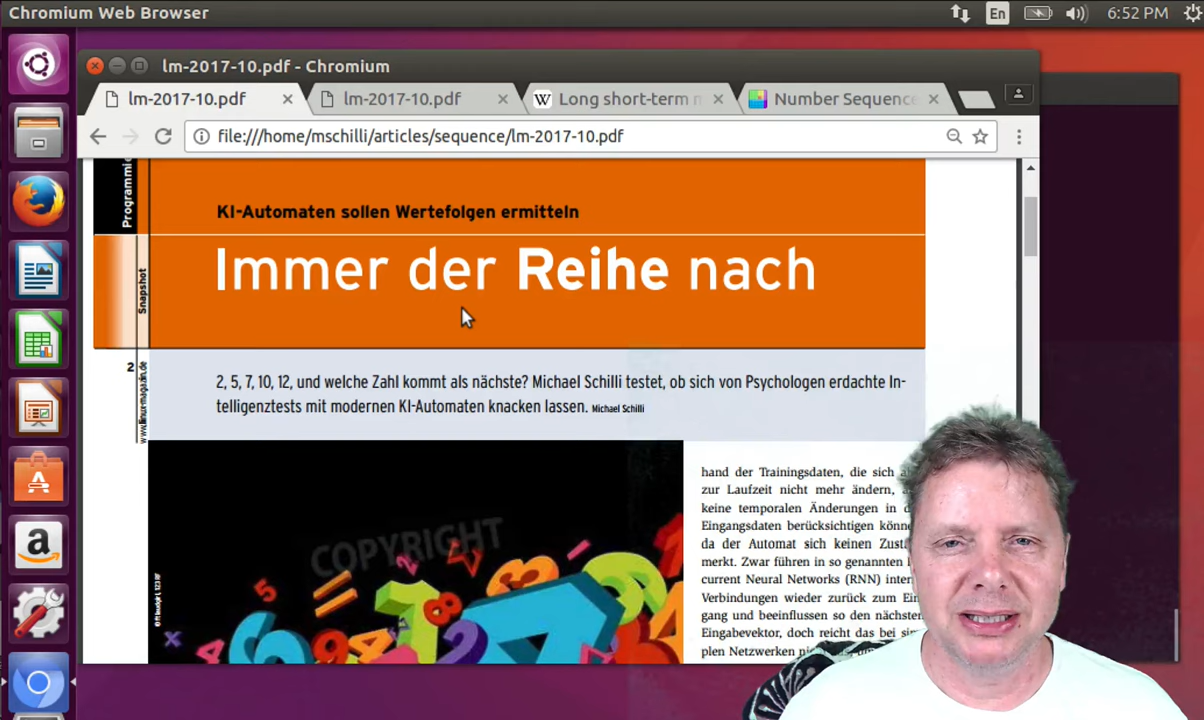 Chromium Web Browser
En
6:52 PM
lm-2017-10.pdf - Chromium
lm-2017-10.pdf
lm-2017-10.pdf
Long short-term
Number Sequence
file:///home/mschilli/articles/sequence/lm-2017-10.pdf
Programmie
KI-Automaten sollen Wertefolgen ermitteln
Immer der Reihe nach
Snapshot
2
www.linux-magazin.de
2, 5, 7, 10, 12, und welche Zahl kommt als nächste? Michael Schilli testet, ob sich von Psychologen erdachte In-
telligenztests mit modernen KI-Automaten knacken lassen. Michael Schilli
COPYRIGHT
hand der Trainingsdaten, die sich
zur Laufzeit nicht mehr ändern,
keine temporalen Änderungen in
Eingangsdaten berücksichtigen
da der Automat sich keinen
merkt. Zwar führen in so genannten
current Neural Networks (RNN)
Verbindungen wieder zurück zum
gang und beeinflussen so den nächsten
Eingabevektor, doch reicht das bei
plen Netzwerken